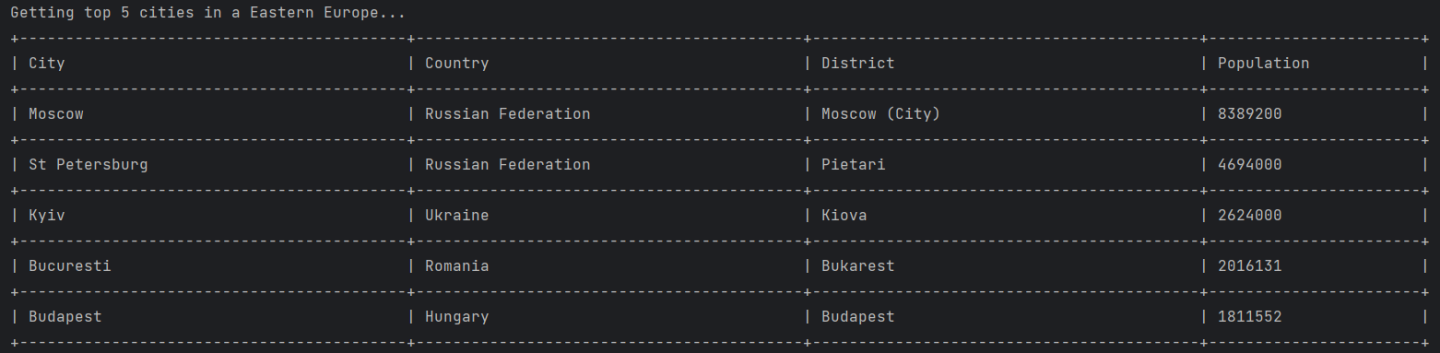 Getting top 5 cities in a Eastern Europe...
+------------------------------------------+------------------------------------------+------------------------------------------+-----------------------+
| City | Country | District | Population |
+------------------------------------------+------------------------------------------+------------------------------------------+-----------------------+
| Moscow | Russian Federation | Moscow (City) | 8389200 |
+------------------------------------------+------------------------------------------+------------------------------------------+-----------------------+
| St Petersburg | Russian Federation | Pietari | 4694000 |
+------------------------------------------+------------------------------------------+------------------------------------------+-----------------------+
| Kyiv | Ukraine | Kiova | 2624000 |
+------------------------------------------+------------------------------------------+------------------------------------------+-----------------------+
| Bucuresti | Romania | Bukarest | 2016131 |
+------------------------------------------+------------------------------------------+------------------------------------------+-----------------------+
| Budapest | Hungary | Budapest | 1811552 |
+------------------------------------------+------------------------------------------+------------------------------------------+-----------------------+